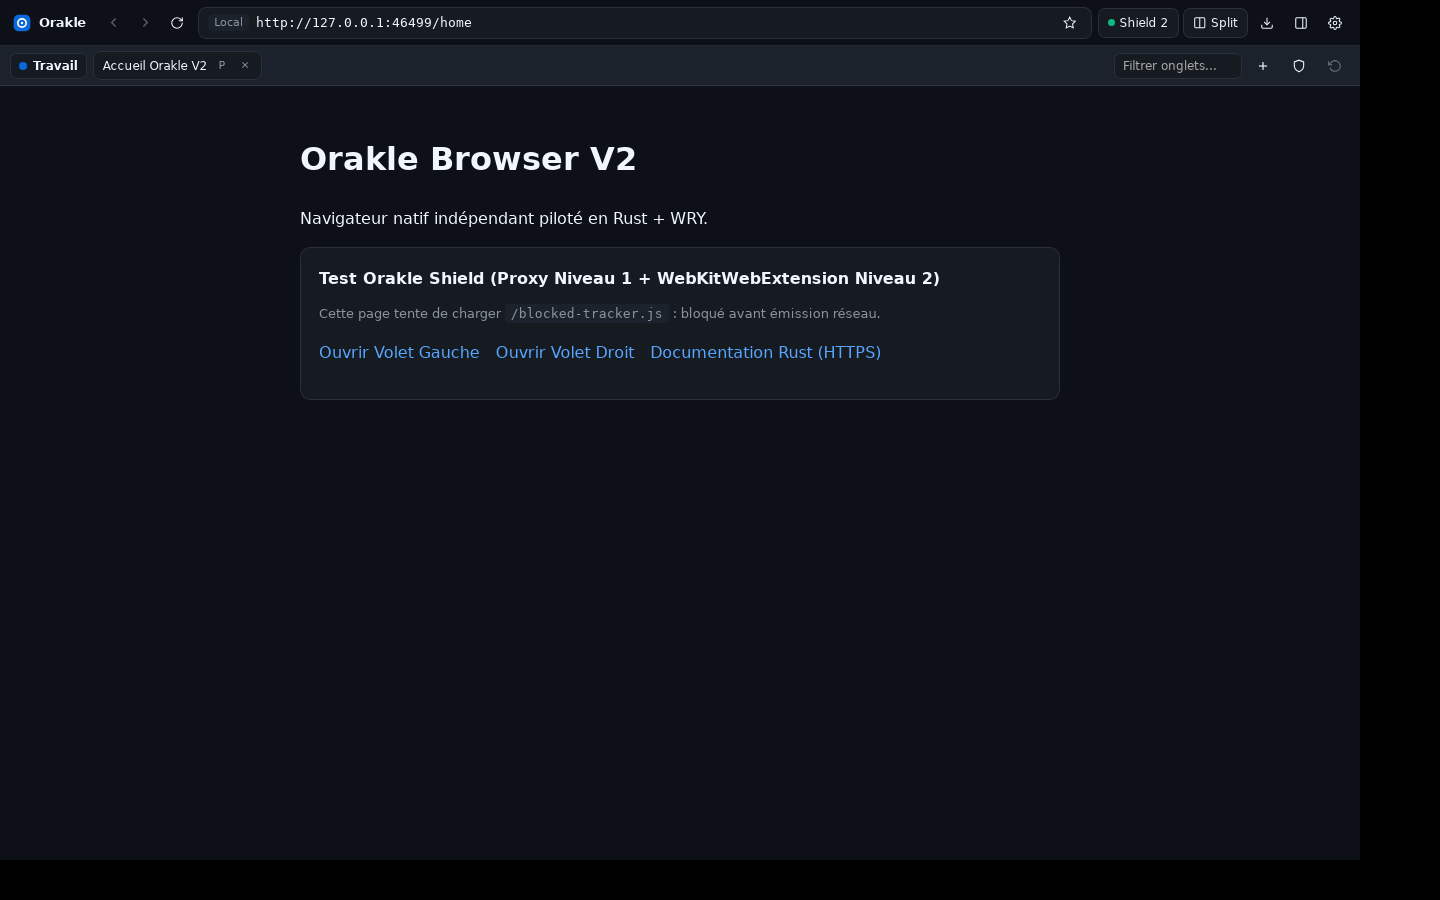 Orakle Local http://127.0.0.1:46499/home Shield 2 Split
Travail Accueil Orakle V2 P × Filtrer onglets... +
Orakle Browser V2
Navigateur natif indépendant piloté en Rust + WRY.
Test Orakle Shield (Proxy Niveau 1 + WebKitWebExtension Niveau 2)
Cette page tente de charger /blocked-tracker.js : bloqué avant émission réseau.
Ouvrir Volet Gauche Ouvrir Volet Droit Documentation Rust (HTTPS)